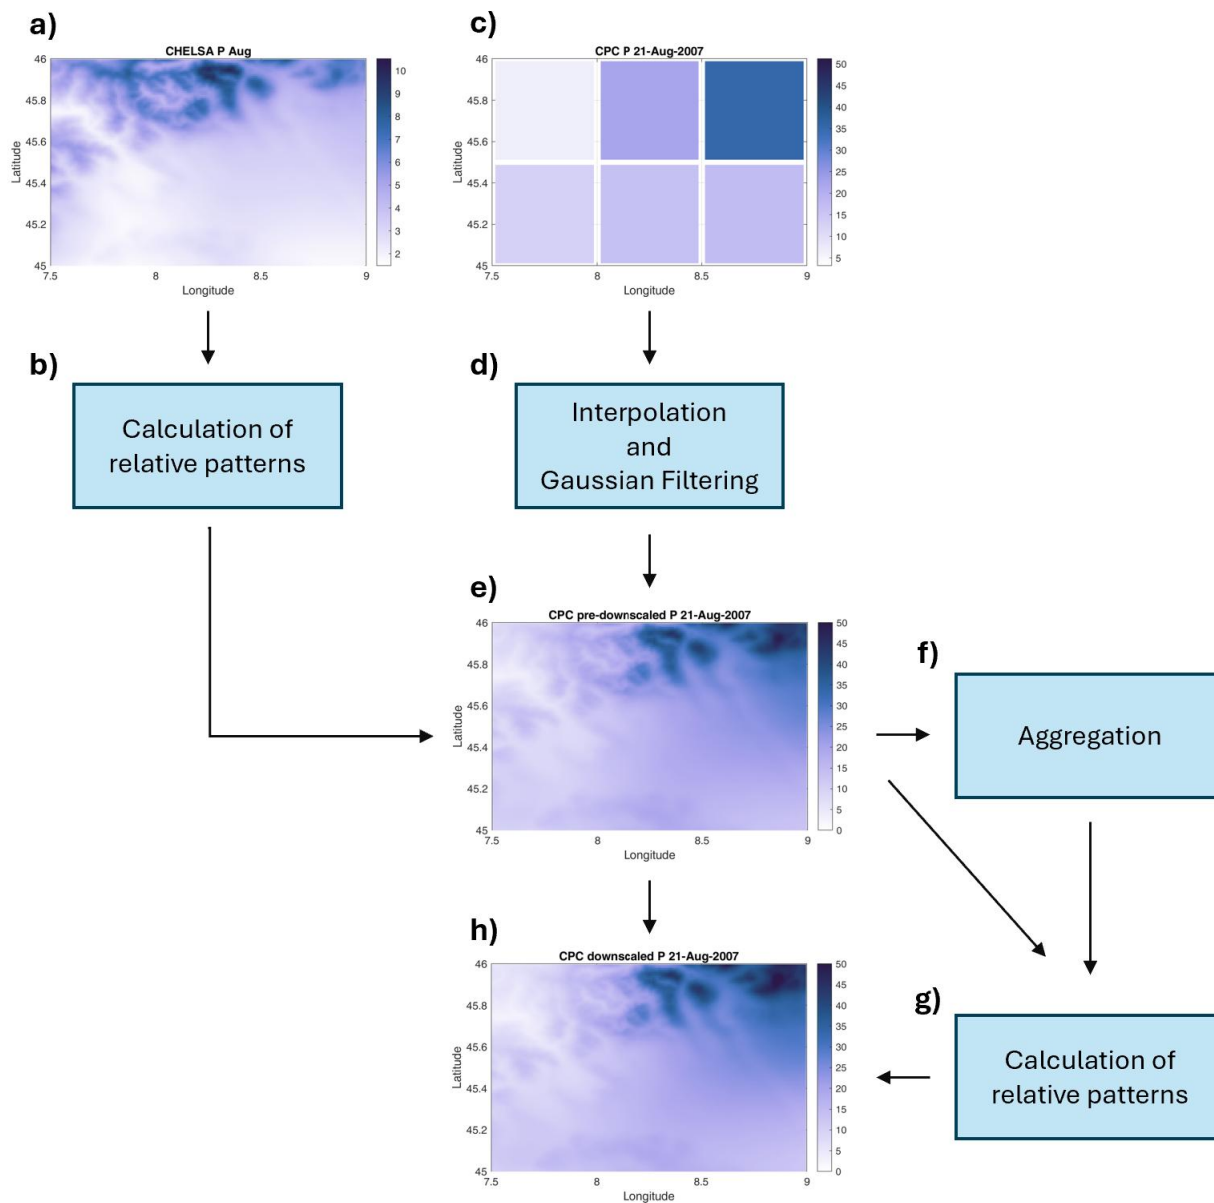 a)
CHELSA P Aug
46
45.8
45.6
45.4
45.2
45
Latitude
7.5 8 8.5 9
Longitude
10
9
8
7
6
5
4
3
2
c)
CPC P 21-Aug-2007
46
45.8
45.6
45.4
45.2
45
Latitude
7.5 8 8.5 9
Longitude
50
45
40
35
30
25
20
15
10
5
b)
Calculation of
relative patterns
d)
Interpolation
and
Gaussian Filtering
e)
CPC pre-downscaled P 21-Aug-2007
46
45.8
45.6
45.4
45.2
45
Latitude
7.5 8 8.5 9
Longitude
50
45
40
35
30
25
20
15
10
5
0
f)
Aggregation
h)
CPC downscaled P 21-Aug-2007
46
45.8
45.6
45.4
45.2
45
Latitude
7.5 8 8.5 9
Longitude
50
45
40
35
30
25
20
15
10
5
0
g)
Calculation of
relative patterns